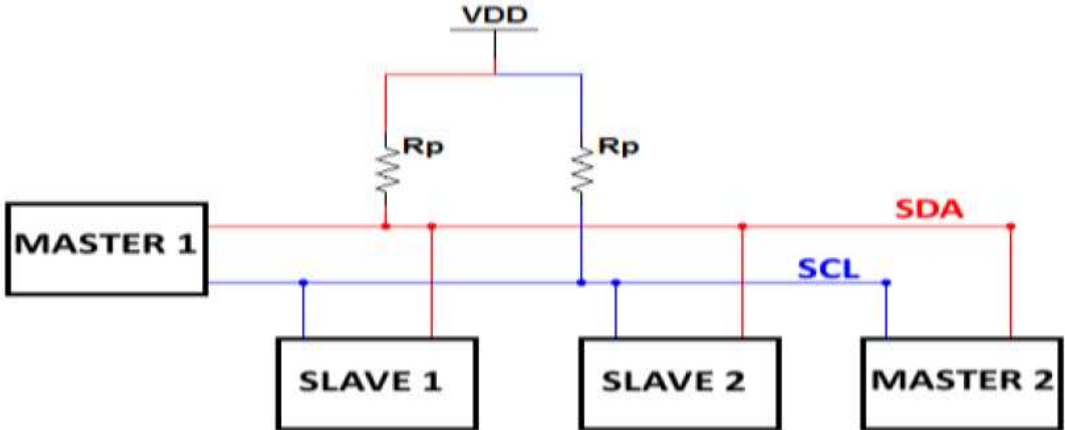 VDD
Rp
Rp
SDA
MASTER 1
SCL
SLAVE 1
SLAVE 2
MASTER 2